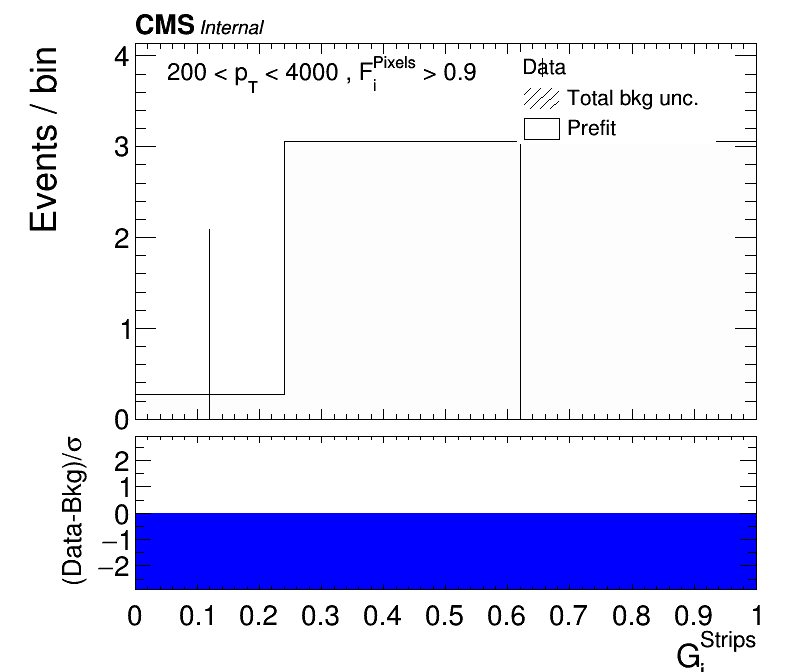 CMS Internal
200 < p_T < 4000 , F_i^Pixels > 0.9
Data
Total bkg unc.
Prefit
Events / bin
4
3
2
1
0
(Data-Bkg)/σ
2
1
0
−1
−2
0 0.1 0.2 0.3 0.4 0.5 0.6 0.7 0.8 0.9 1
G_i^Strips